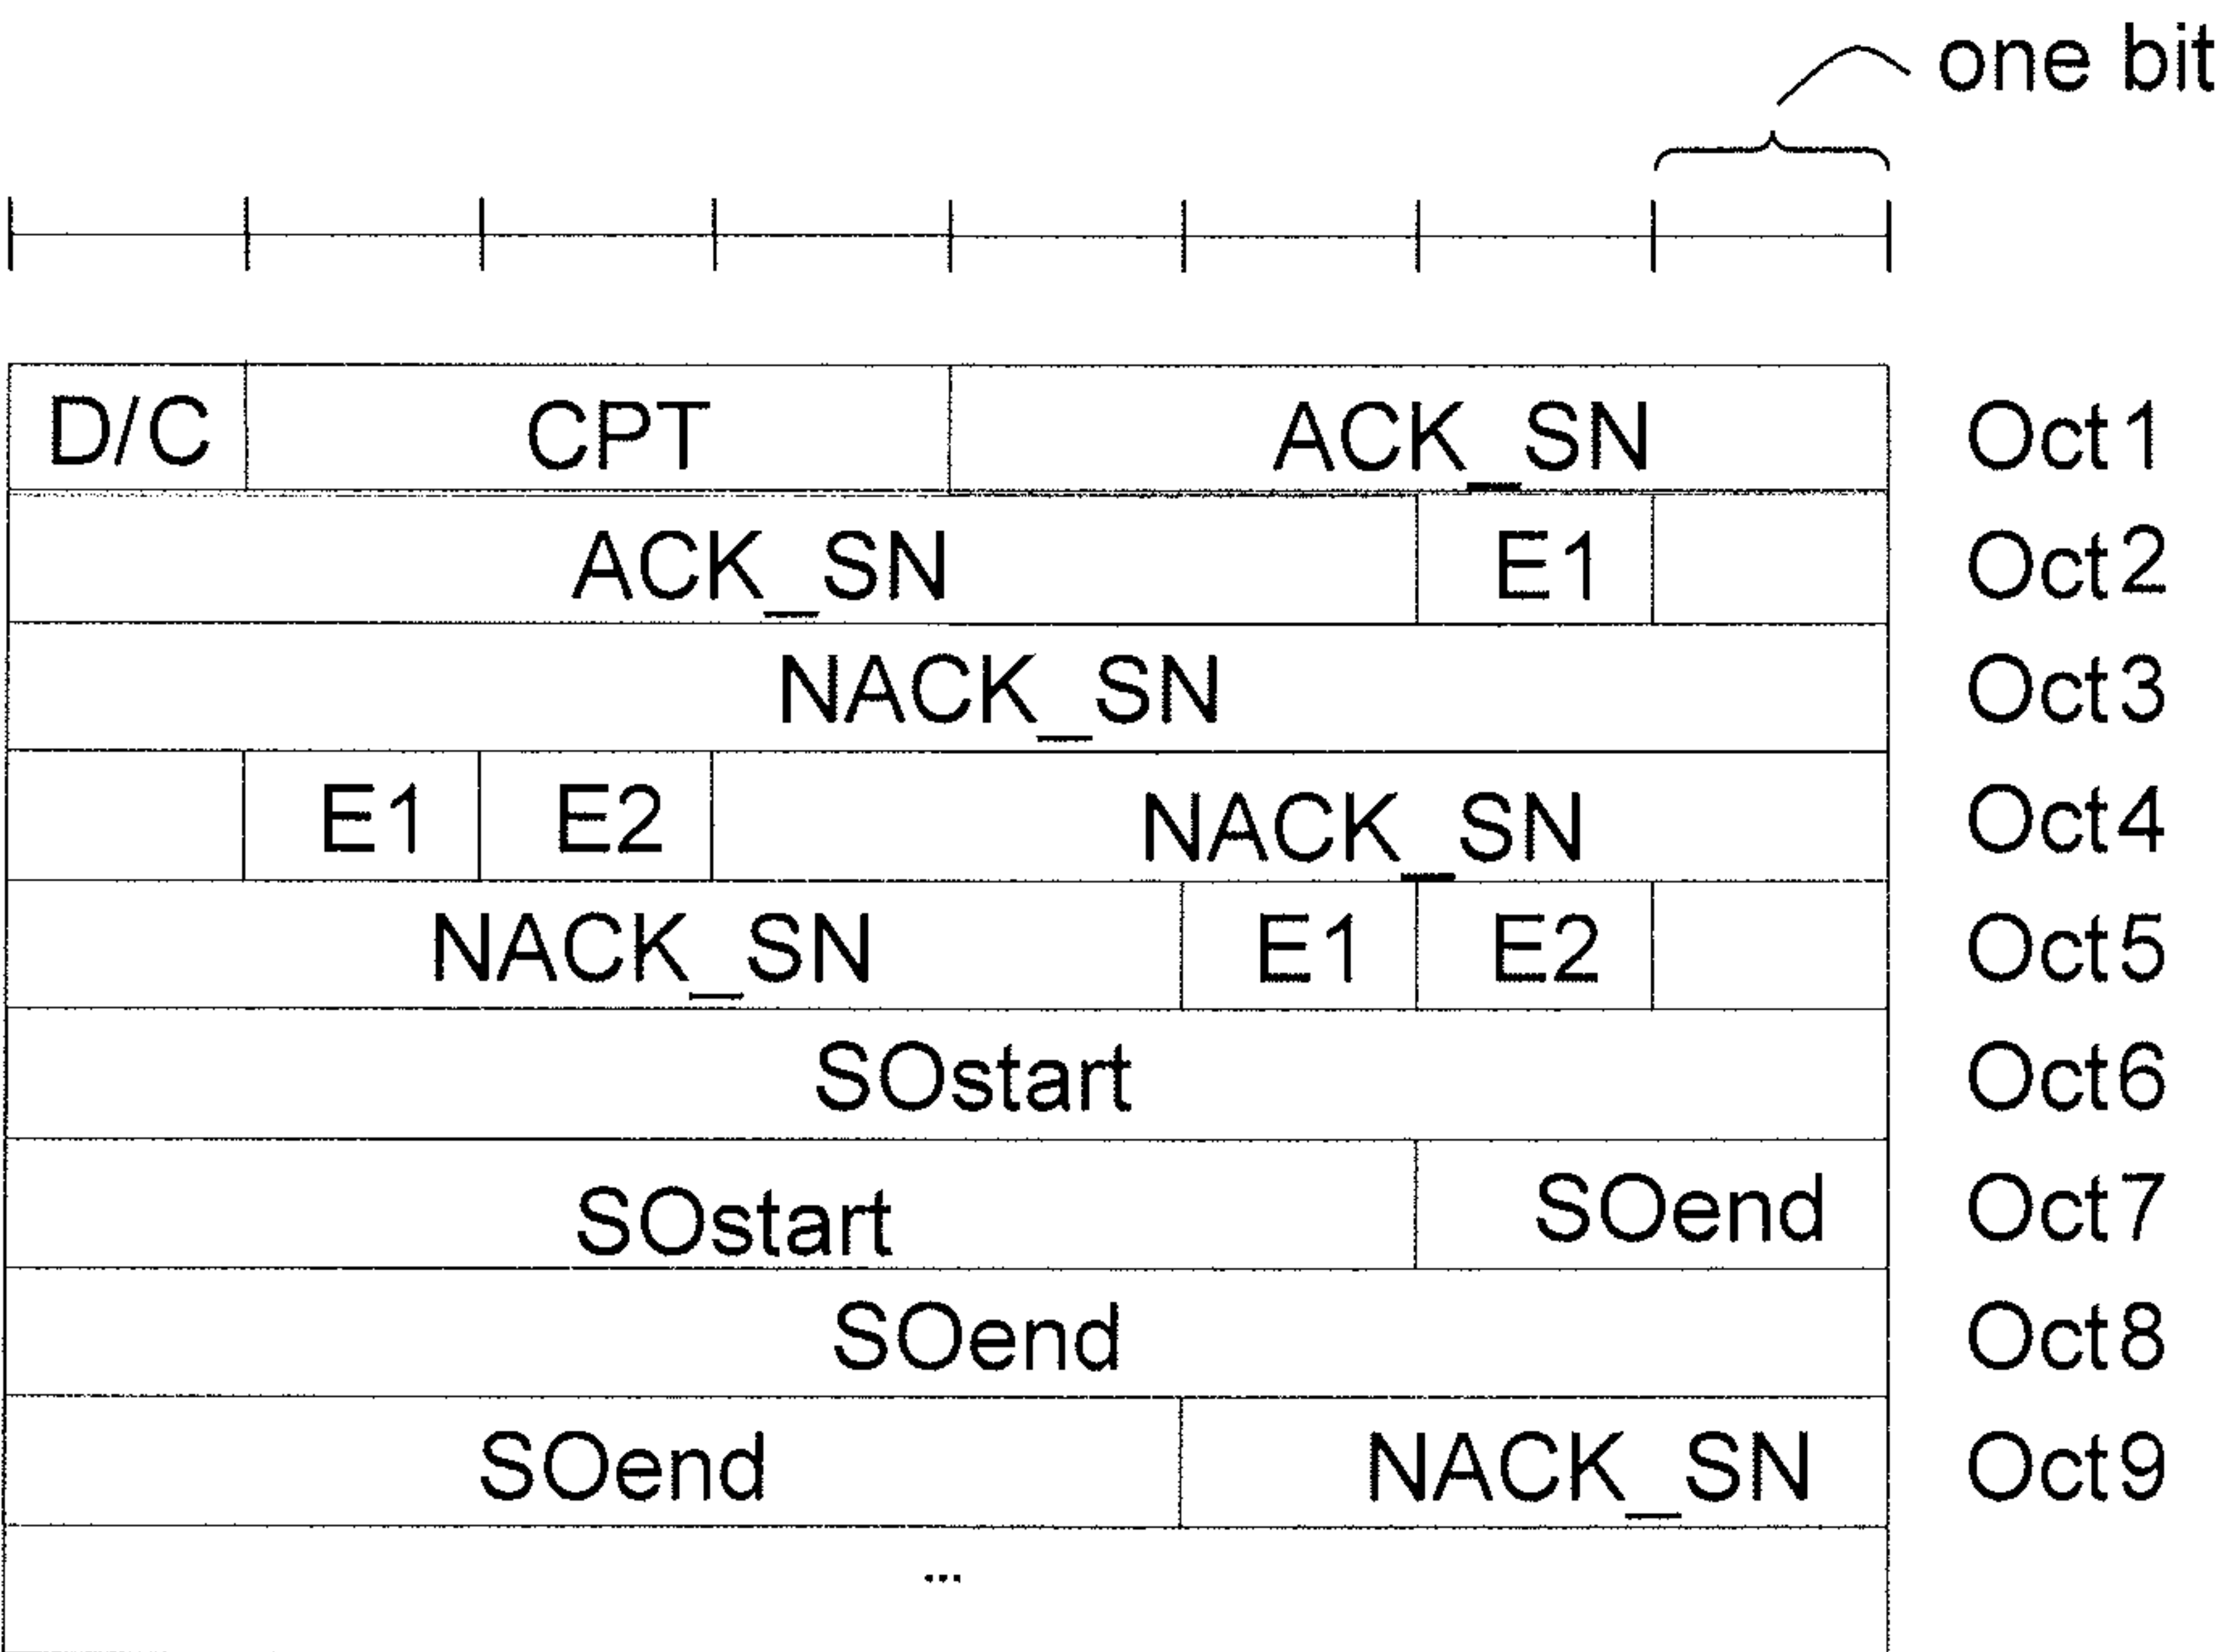 one bit
D/C CPT ACK_SN Oct1
ACK_SN E1 Oct2
NACK_SN Oct3
E1 E2 NACK_SN Oct4
NACK_SN E1 E2 Oct5
SOstart Oct6
SOstart SOend Oct7
SOend Oct8
SOend NACK_SN Oct9
...